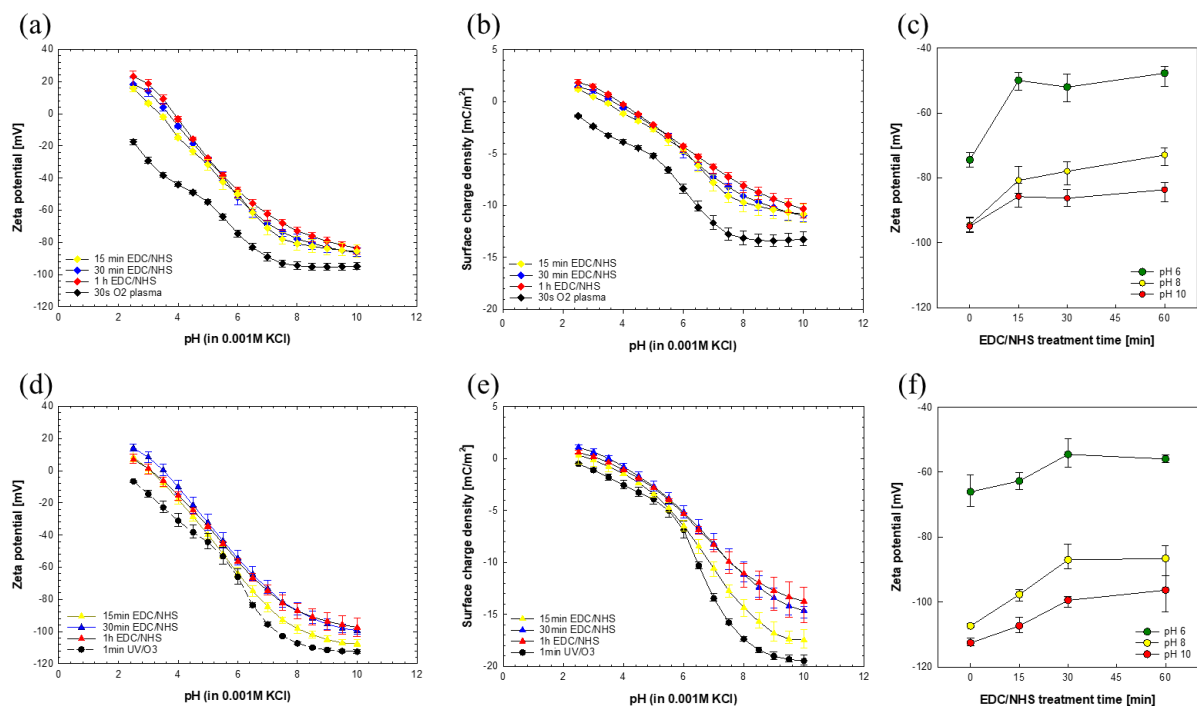 (a)
Zeta potential [mV]
40
20
0
-20
-40
-60
-80
-100
-120
15 min EDC/NHS
30 min EDC/NHS
1 h EDC/NHS
30s O2 plasma
0 2 4 6 8 10 12
pH (in 0.001M KCl)
(b)
Surface charge density [mC/m²]
5
0
-5
-10
-15
-20
15 min EDC/NHS
30 min EDC/NHS
1 h EDC/NHS
30s O2 plasma
0 2 4 6 8 10 12
pH (in 0.001M KCl)
(c)
Zeta potential [mV]
-40
-60
-80
-100
-120
pH 6
pH 8
pH 10
0 15 30 45 60
EDC/NHS treatment time [min]
(d)
Zeta potential [mV]
40
20
0
-20
-40
-60
-80
-100
-120
15min EDC/NHS
30min EDC/NHS
1h EDC/NHS
1min UV/O3
0 2 4 6 8 10 12
pH (in 0.001M KCl)
(e)
Surface charge density [mC/m²]
5
0
-5
-10
-15
-20
15min EDC/NHS
30min EDC/NHS
1h EDC/NHS
1min UV/O3
0 2 4 6 8 10 12
pH (in 0.001M KCl)
(f)
Zeta potential [mV]
-40
-60
-80
-100
-120
pH 6
pH 8
pH 10
0 15 30 45 60
EDC/NHS treatment time [min]